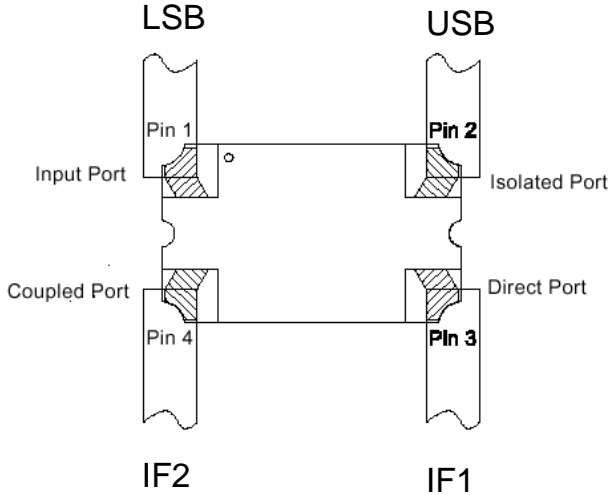 LSB
USB
Pin 1
Pin 2
Input Port
Isolated Port
Coupled Port
Direct Port
Pin 4
Pin 3
IF2
IF1